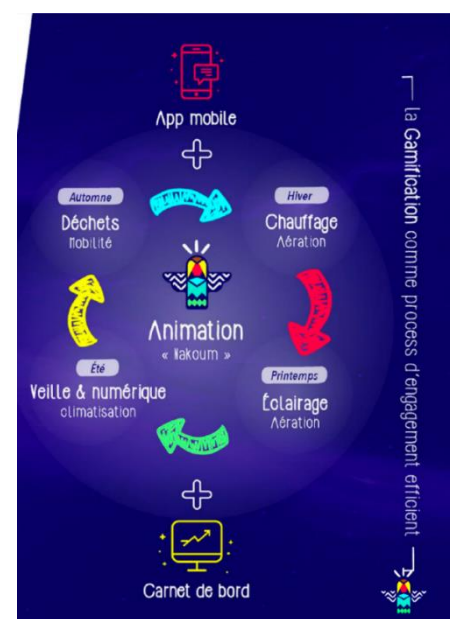 App mobile
Automne
Déchets
Mobilité
Hiver
Chauffage
Aération
Animation
« Nakoum »
Été
Veille & numérique
climatisation
Printemps
Éclairage
Aération
Carnet de bord
la Gamification comme process d'engagement efficient